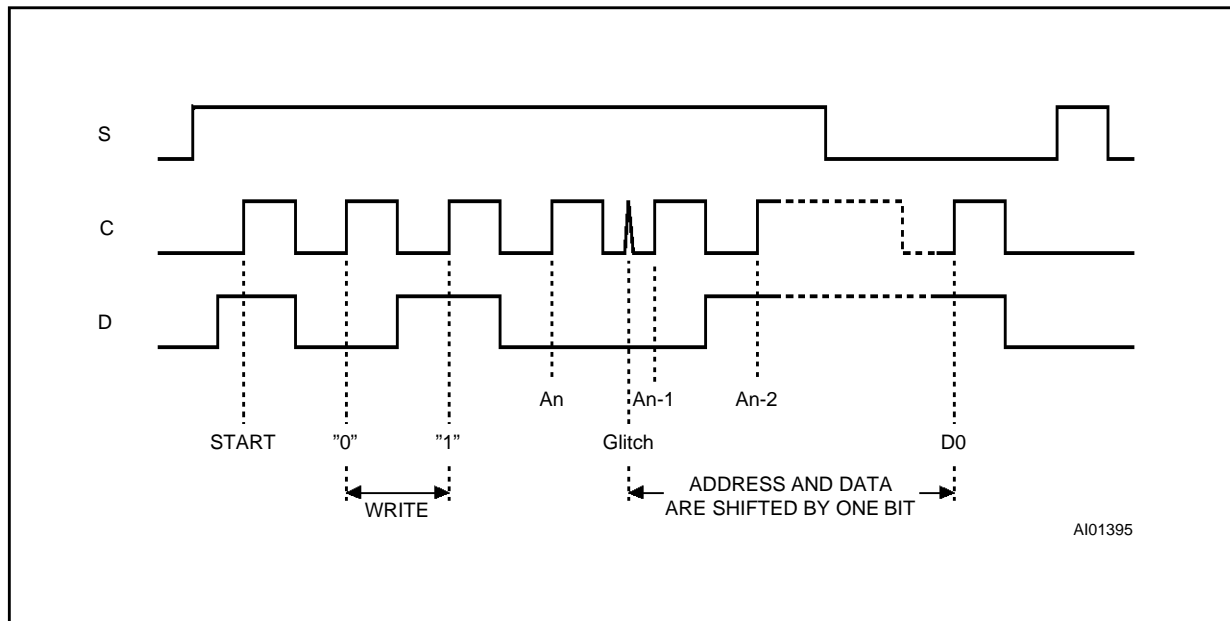 S
C
D
An
An-1
An-2
START
”0”
”1”
Glitch
D0
WRITE
ADDRESS AND DATA
ARE SHIFTED BY ONE BIT
AI01395